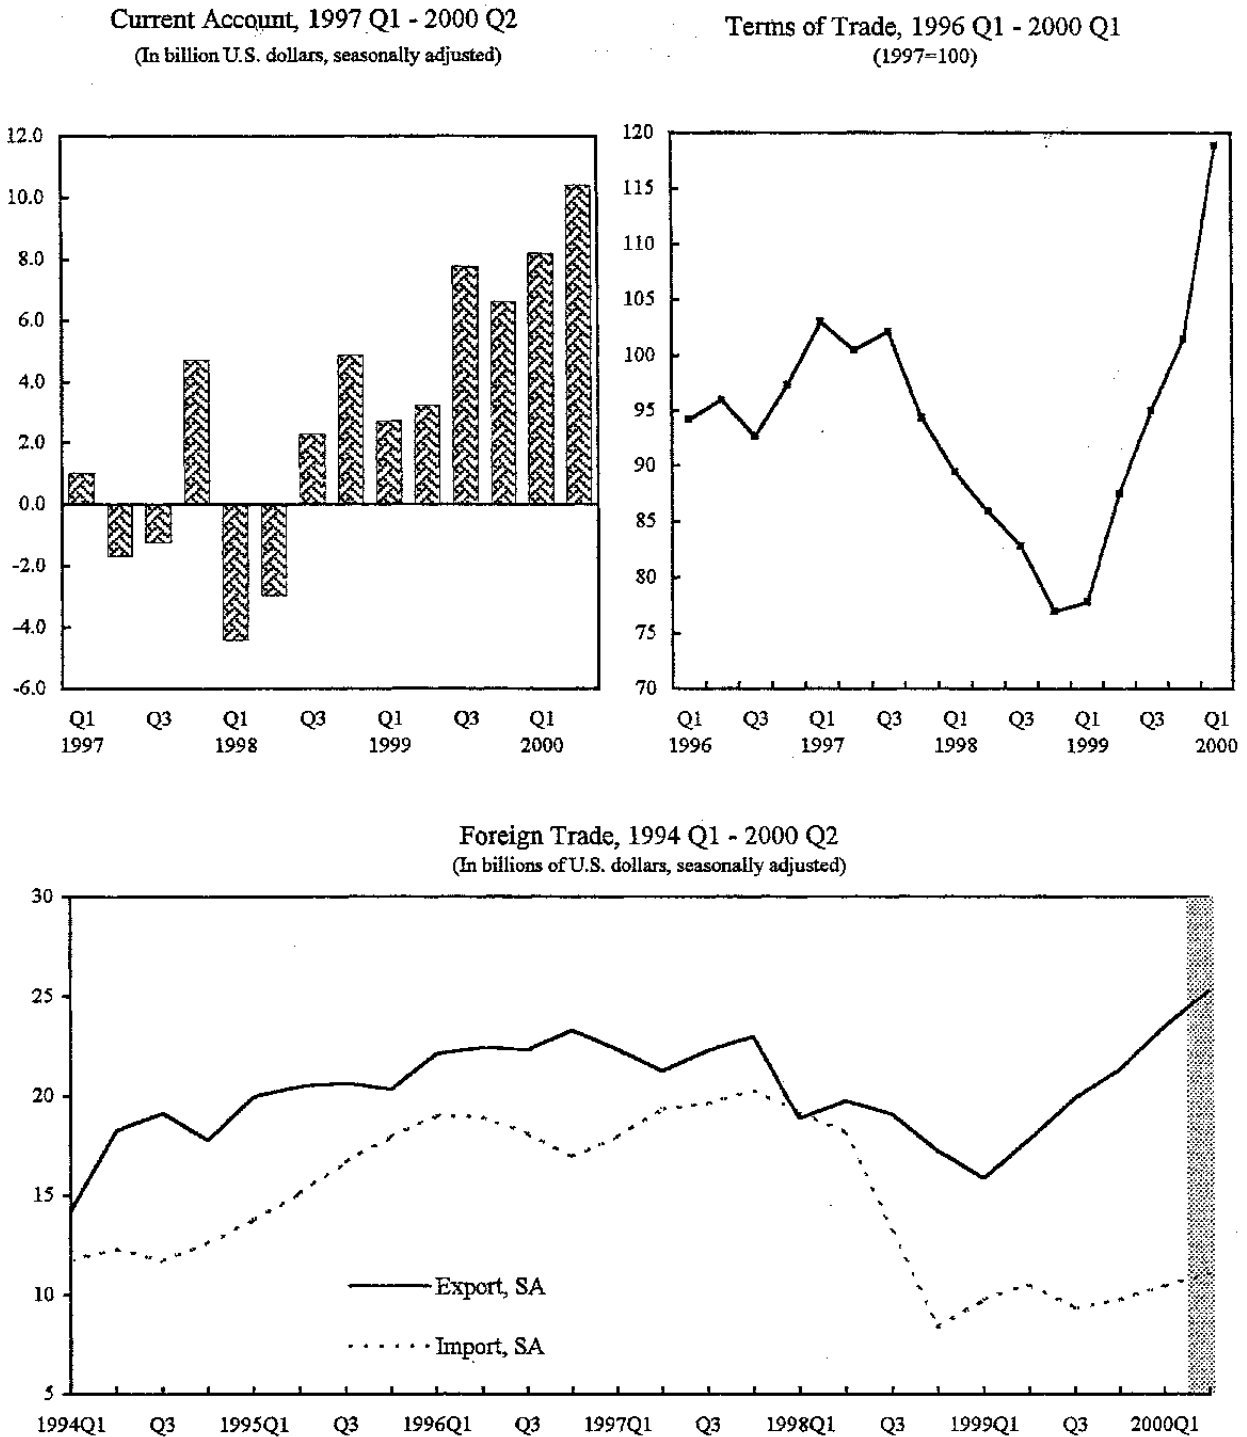 Current Account, 1997 Q1 - 2000 Q2
(In billion U.S. dollars, seasonally adjusted)
12.0
10.0
8.0
6.0
4.0
2.0
0.0
-2.0
-4.0
-6.0
Q1 Q3 Q1 Q3 Q1 Q3 Q1
1997 1998 1999 2000
Terms of Trade, 1996 Q1 - 2000 Q1
(1997=100)
120
115
110
105
100
95
90
85
80
75
70
Q1 Q3 Q1 Q3 Q1 Q3 Q1 Q3 Q1
1996 1997 1998 1999 2000
Foreign Trade, 1994 Q1 - 2000 Q2
(In billions of U.S. dollars, seasonally adjusted)
30
25
20
15
10
5
Export, SA
Import, SA
1994Q1 Q3 1995Q1 Q3 1996Q1 Q3 1997Q1 Q3 1998Q1 Q3 1999Q1 Q3 2000Q1